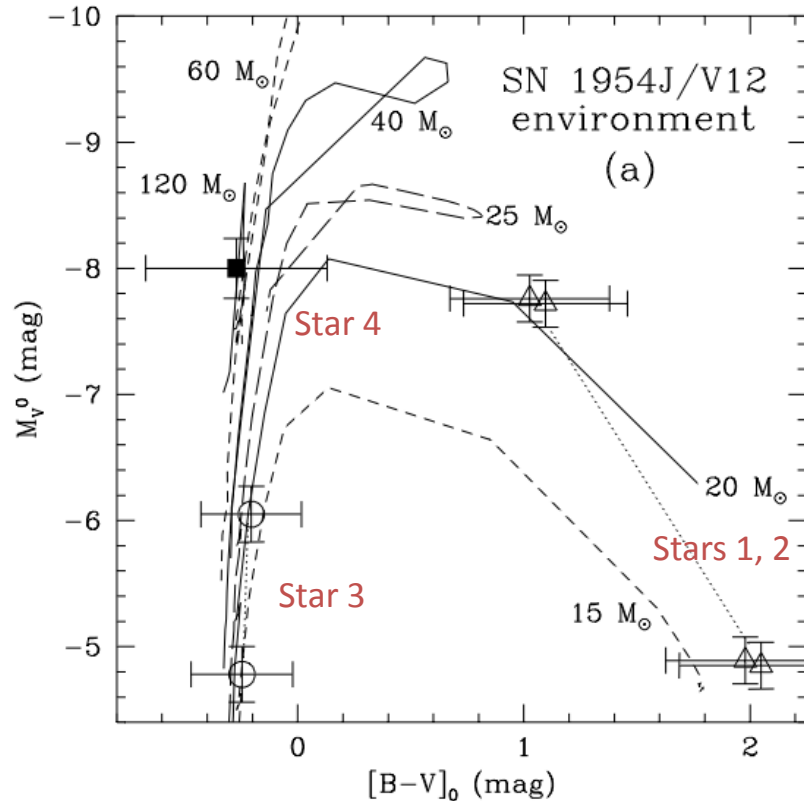 -10
60 M☉
SN 1954J/V12
environment
(a)
40 M☉
-9
120 M☉
25 M☉
-8
Star 4
M_V^0 (mag)
-7
20 M☉
-6
Stars 1, 2
Star 3
15 M☉
-5
0
1
2
[B-V]₀ (mag)